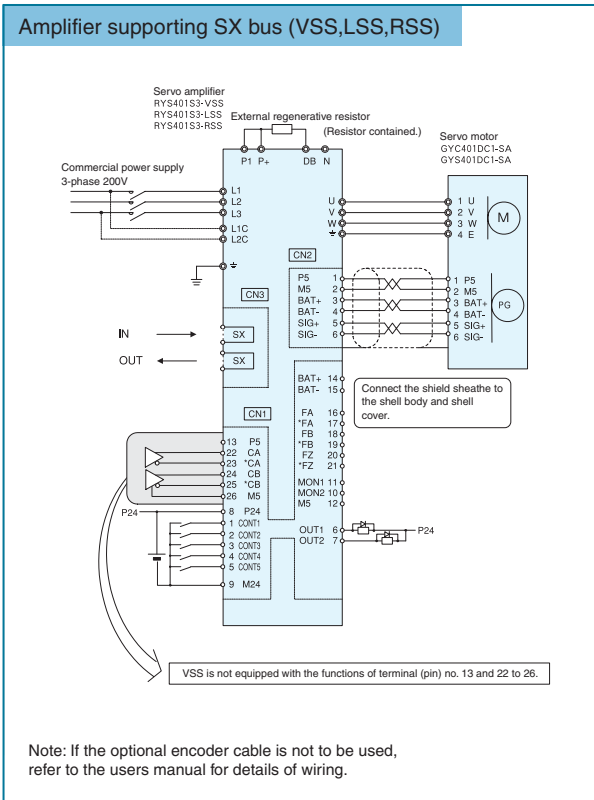 Amplifier supporting SX bus (VSS,LSS,RSS)
Servo amplifier
RYS401S3-VSS
RYS401S3-LSS
RYS401S3-RSS
External regenerative resistor
(Resistor contained.)
Servo motor
GYC401DC1-SA
GYS401DC1-SA
P1 P+ DB N
Commercial power supply
3-phase 200V
L1
L2
L3
L1C
L2C
U 1 U
V 2 V
W 3 W
4 E
M
CN2
P5 1 1 P5
M5 2 2 M5
BAT+ 3 3 BAT+
BAT- 4 4 BAT-
SIG+ 5 5 SIG+
SIG- 6 6 SIG-
PG
CN3
IN SX
OUT SX
BAT+ 14
BAT- 15
Connect the shield sheathe to
the shell body and shell
cover.
CN1
FA 16
*FA 17
FB 18
*FB 19
FZ 20
*FZ 21
MON1 11
MON2 10
M5 12
13 P5
22 CA
23 *CA
24 CB
25 *CB
26 M5
P24 8 P24
1 CONT1
2 CONT2
3 CONT3
4 CONT4
5 CONT5
9 M24
OUT1 6 P24
OUT2 7
VSS is not equipped with the functions of terminal (pin) no. 13 and 22 to 26.
Note: If the optional encoder cable is not to be used,
refer to the users manual for details of wiring.